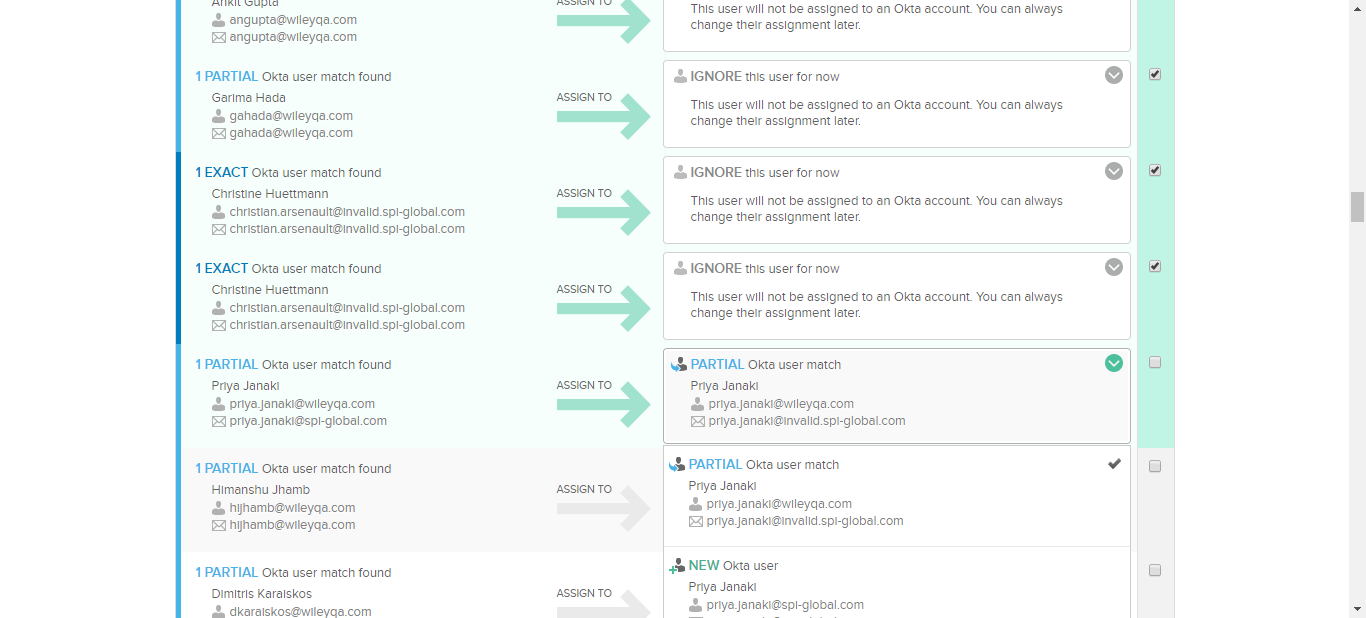 Ankit Gupta
angupta@wileyqa.com
angupta@wileyqa.com
ASSIGN TO
This user will not be assigned to an Okta account. You can always
change their assignment later.
1 PARTIAL Okta user match found
Garima Hada
gahada@wileyqa.com
gahada@wileyqa.com
ASSIGN TO
IGNORE this user for now
This user will not be assigned to an Okta account. You can always
change their assignment later.
1 EXACT Okta user match found
Christine Huettmann
christian.arsenault@invalid.spi-global.com
christian.arsenault@invalid.spi-global.com
ASSIGN TO
IGNORE this user for now
This user will not be assigned to an Okta account. You can always
change their assignment later.
1 EXACT Okta user match found
Christine Huettmann
christian.arsenault@invalid.spi-global.com
christian.arsenault@invalid.spi-global.com
ASSIGN TO
IGNORE this user for now
This user will not be assigned to an Okta account. You can always
change their assignment later.
1 PARTIAL Okta user match found
Priya Janaki
priya.janaki@wileyqa.com
priya.janaki@spi-global.com
ASSIGN TO
PARTIAL Okta user match
Priya Janaki
priya.janaki@wileyqa.com
priya.janaki@invalid.spi-global.com
1 PARTIAL Okta user match found
Himanshu Jhamb
hijhamb@wileyqa.com
hijhamb@wileyqa.com
ASSIGN TO
PARTIAL Okta user match
Priya Janaki
priya.janaki@wileyqa.com
priya.janaki@invalid.spi-global.com
1 PARTIAL Okta user match found
Dimitris Karaiskos
dkaraiskos@wileyqa.com
ASSIGN TO
NEW Okta user
Priya Janaki
priya.janaki@spi-global.com